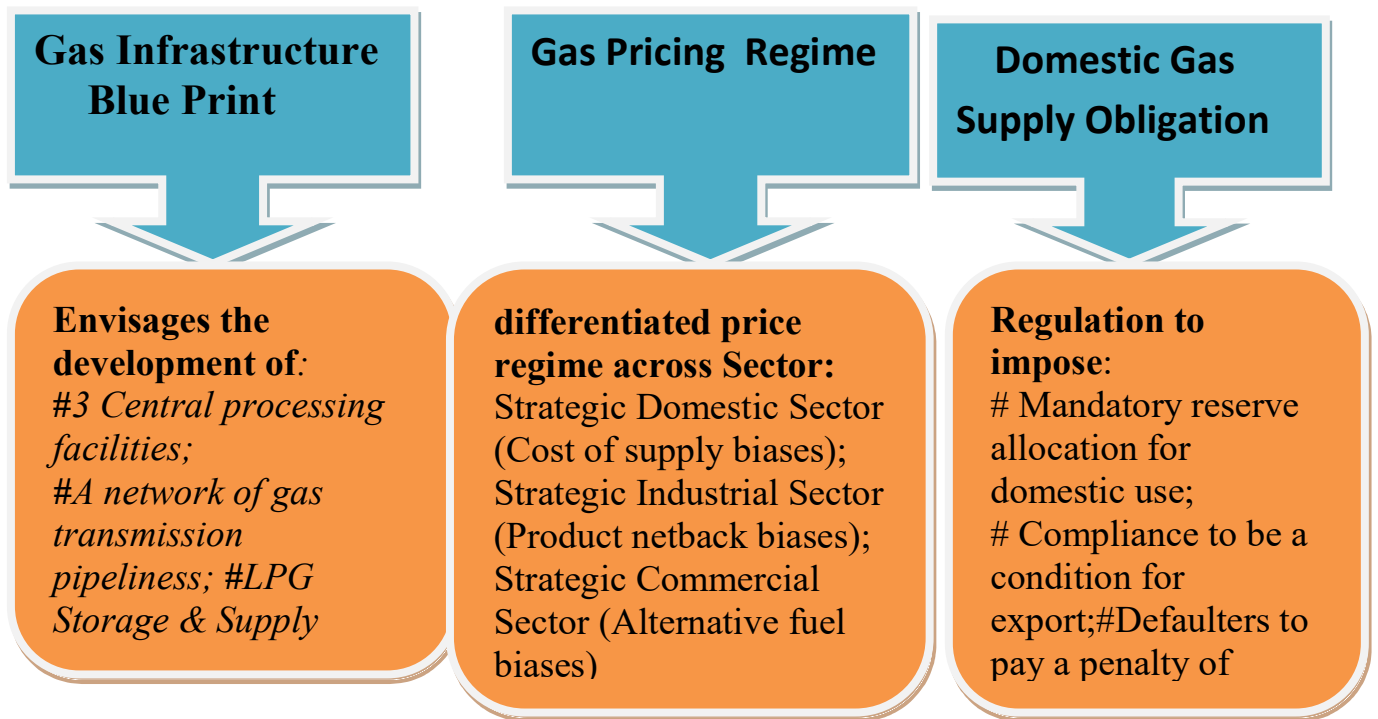 Gas Infrastructure
Blue Print
Envisages the
development of:
#3 Central processing
facilities;
#A network of gas
transmission
pipeliness; #LPG
Storage & Supply
Gas Pricing Regime
differentiated price
regime across Sector:
Strategic Domestic Sector
(Cost of supply biases);
Strategic Industrial Sector
(Product netback biases);
Strategic Commercial
Sector (Alternative fuel
biases)
Domestic Gas
Supply Obligation
Regulation to
impose:
# Mandatory reserve
allocation for
domestic use;
# Compliance to be a
condition for
export;#Defaulters to
pay a penalty of